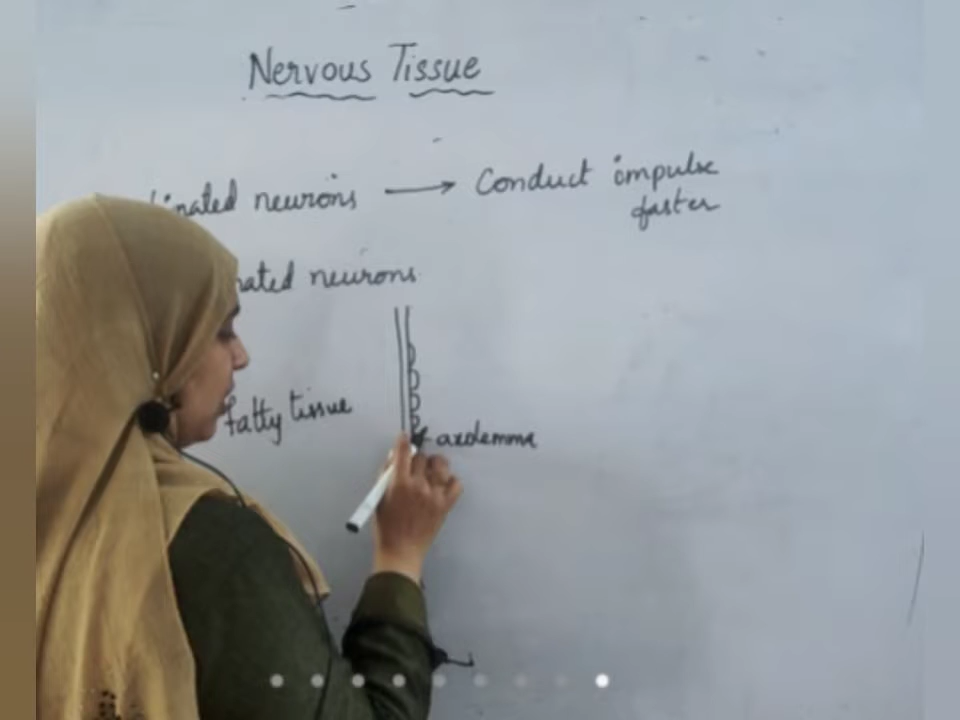 Nervous Tissue
neurons → Conduct impulse
faster
neurons
fatty tissue
axolemma